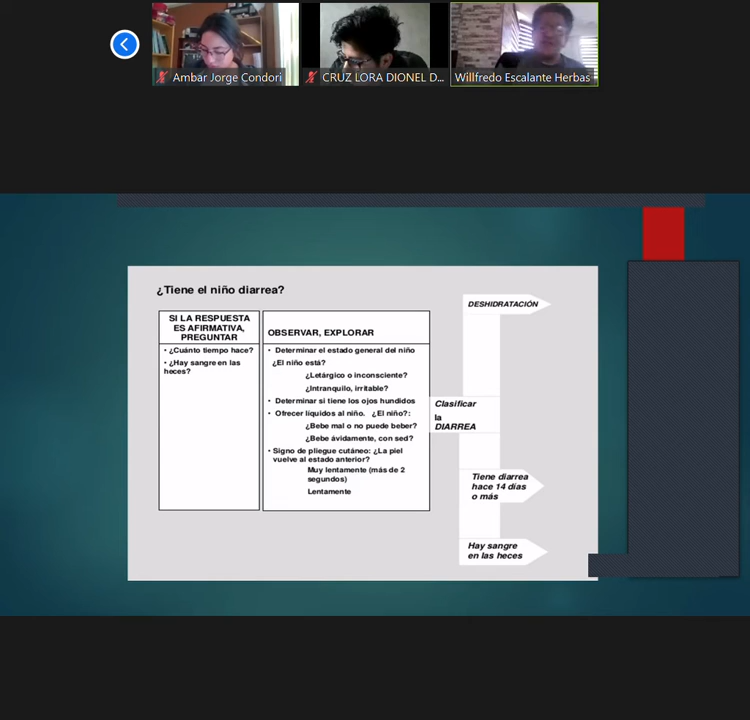 Ambar Jorge Condori
CRUZ LORA DIONEL D...
Willfredo Escalante Herbas
¿Tiene el niño diarrea?
SI LA RESPUESTA
ES AFIRMATIVA,
PREGUNTAR
• ¿Cuánto tiempo hace?
• ¿Hay sangre en las
heces?
OBSERVAR, EXPLORAR
• Determinar el estado general del niño
¿El niño está?
¿Letárgico o inconsciente?
¿Intranquilo, irritable?
• Determinar si tiene los ojos hundidos
• Ofrecer líquidos al niño. ¿El niño?:
¿Bebe mal o no puede beber?
¿Bebe ávidamente, con sed?
• Signo de pliegue cutáneo: ¿La piel
vuelve al estado anterior?
Muy lentamente (más de 2
segundos)
Lentamente
Clasificar
la
DIARREA
DESHIDRATACIÓN
Tiene diarrea
hace 14 días
o más
Hay sangre
en las heces